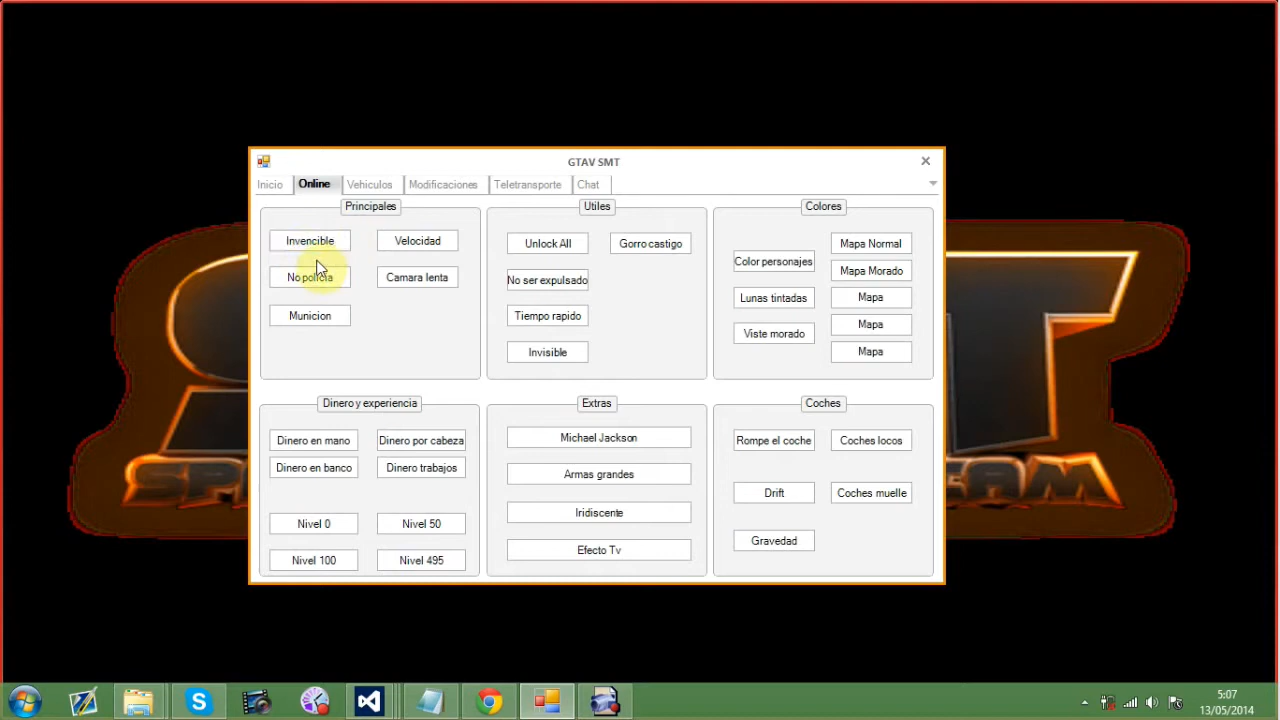 GTAV SMT
Inicio Online Vehiculos Modificaciones Teletransporte Chat
Principales
Invencible Velocidad
No policia Camara lenta
Municion
Utiles
Unlock All Gorro castigo
No ser expulsado
Tiempo rapido
Invisible
Colores
Color personajes
Lunas tintadas
Viste morado
Mapa Normal
Mapa Morado
Mapa
Mapa
Mapa
Dinero y experiencia
Dinero en mano Dinero por cabeza
Dinero en banco Dinero trabajos
Nivel 0 Nivel 50
Nivel 100 Nivel 495
Extras
Michael Jackson
Armas grandes
Iridiscente
Efecto Tv
Coches
Rompe el coche Coches locos
Drift Coches muelle
Gravedad
5:07
13/05/2014